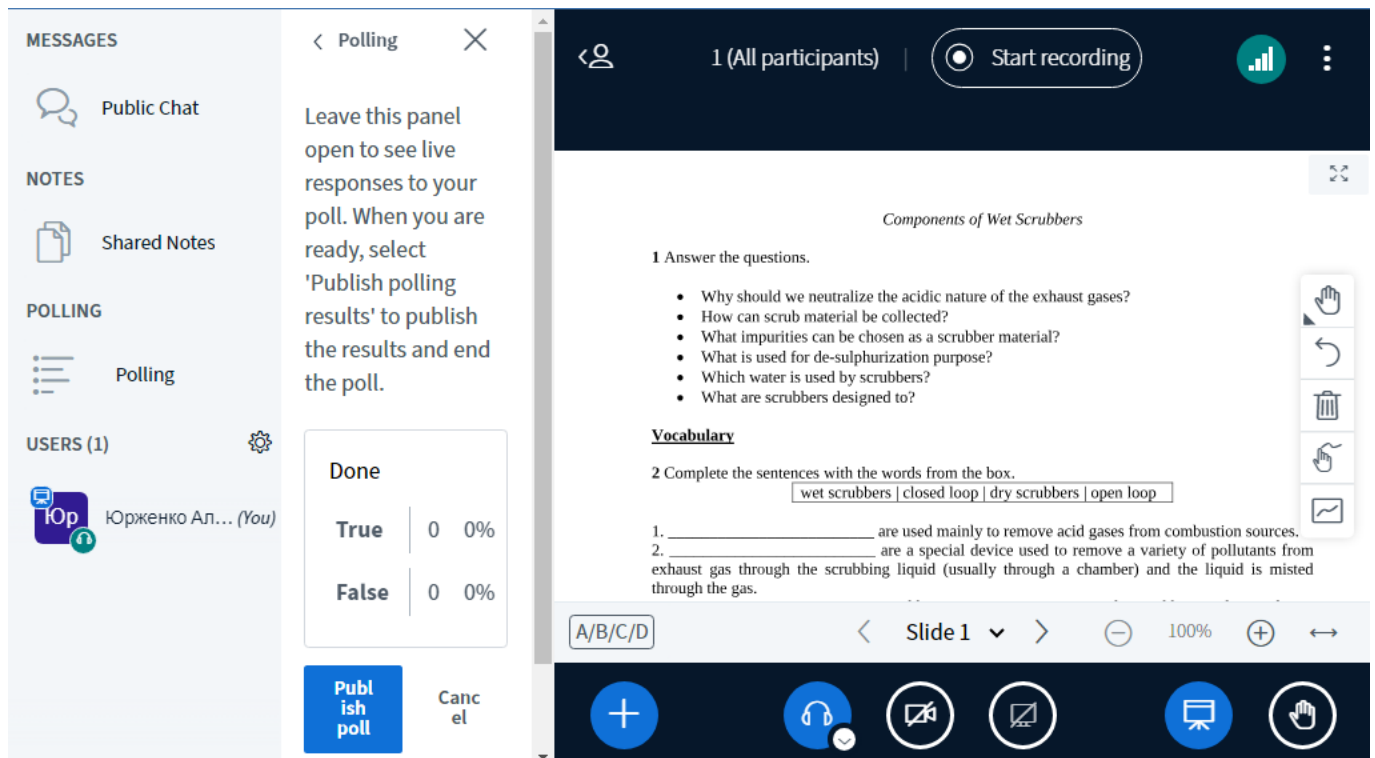 MESSAGES
Public Chat
NOTES
Shared Notes
POLLING
Polling
USERS (1)
Юр
Юрженко Ал... (You)
Polling
Leave this panel
open to see live
responses to your
poll. When you are
ready, select
'Publish polling
results' to publish
the results and end
the poll.
Done
True 0 0%
False 0 0%
Publ
ish
poll
Canc
el
1 (All participants)
Start recording
Components of Wet Scrubbers
1 Answer the questions.
• Why should we neutralize the acidic nature of the exhaust gases?
• How can scrub material be collected?
• What impurities can be chosen as a scrubber material?
• What is used for de-sulphurization purpose?
• Which water is used by scrubbers?
• What are scrubbers designed to?
Vocabulary
2 Complete the sentences with the words from the box.
wet scrubbers | closed loop | dry scrubbers | open loop
1. __________________________ are used mainly to remove acid gases from combustion sources.
2. __________________________ are a special device used to remove a variety of pollutants from
exhaust gas through the scrubbing liquid (usually through a chamber) and the liquid is misted
through the gas.
A/B/C/D
Slide 1
100%